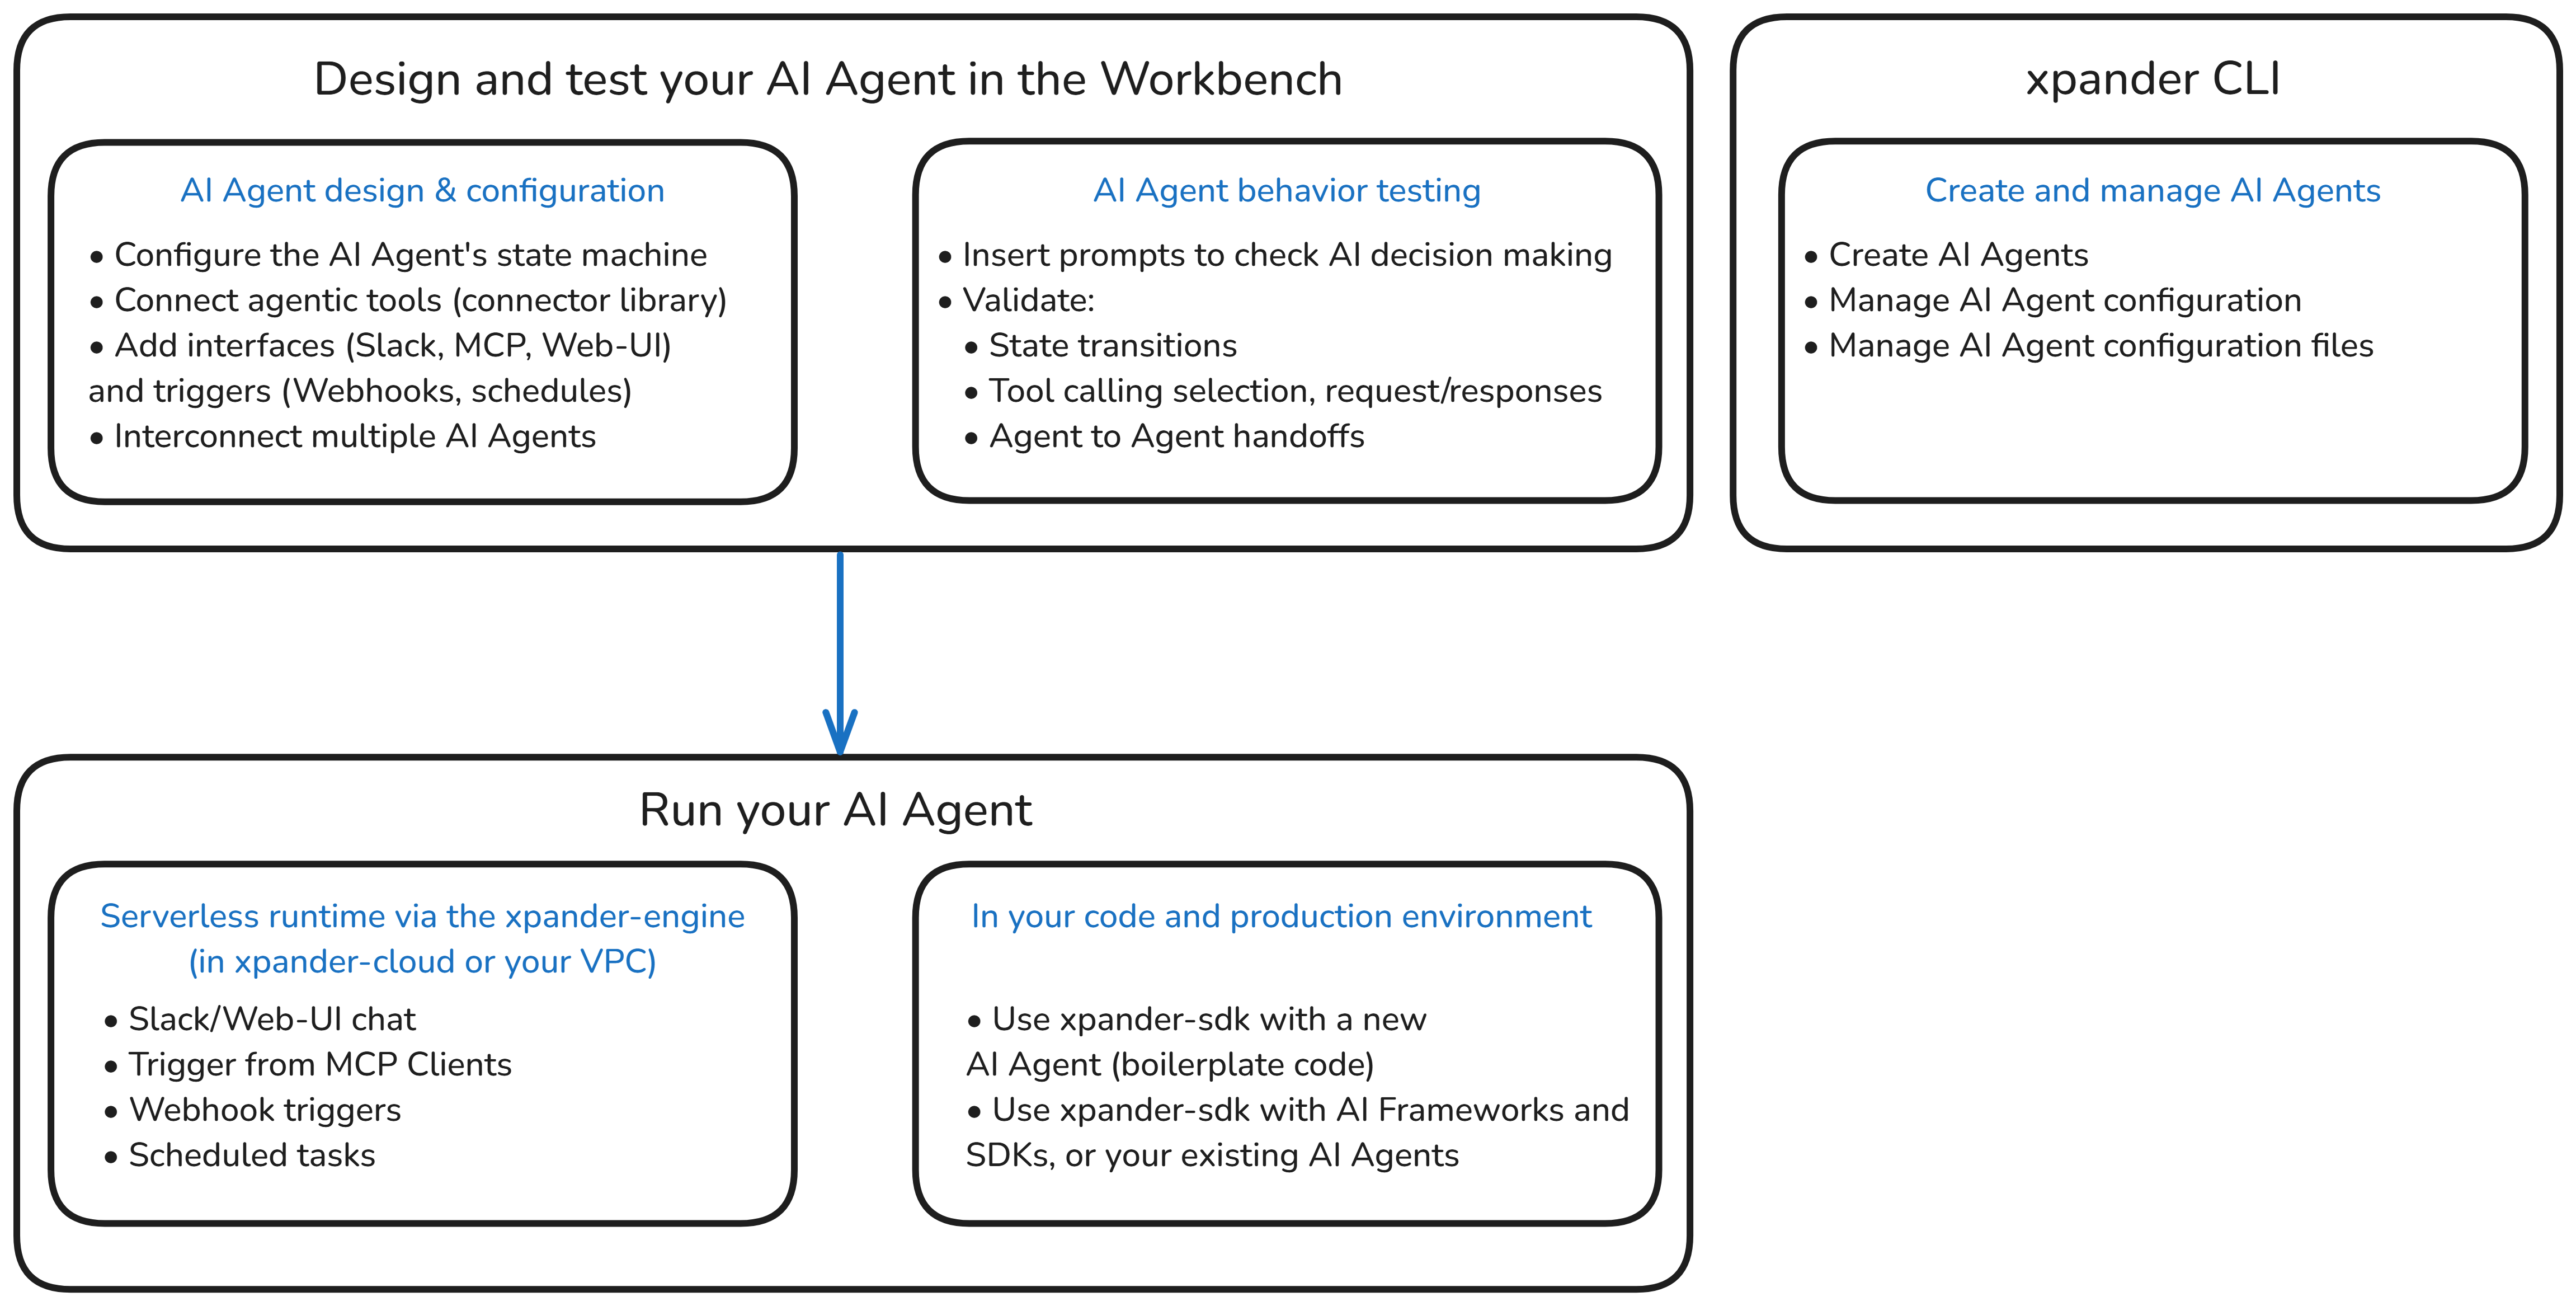 Design and test your AI Agent in the Workbench
AI Agent design & configuration
• Configure the AI Agent's state machine
• Connect agentic tools (connector library)
• Add interfaces (Slack, MCP, Web-UI)
and triggers (Webhooks, schedules)
• Interconnect multiple AI Agents
AI Agent behavior testing
• Insert prompts to check AI decision making
• Validate:
• State transitions
• Tool calling selection, request/responses
• Agent to Agent handoffs
xpander CLI
Create and manage AI Agents
• Create AI Agents
• Manage AI Agent configuration
• Manage AI Agent configuration files
Run your AI Agent
Serverless runtime via the xpander-engine
(in xpander-cloud or your VPC)
• Slack/Web-UI chat
• Trigger from MCP Clients
• Webhook triggers
• Scheduled tasks
In your code and production environment
• Use xpander-sdk with a new
AI Agent (boilerplate code)
• Use xpander-sdk with AI Frameworks and
SDKs, or your existing AI Agents